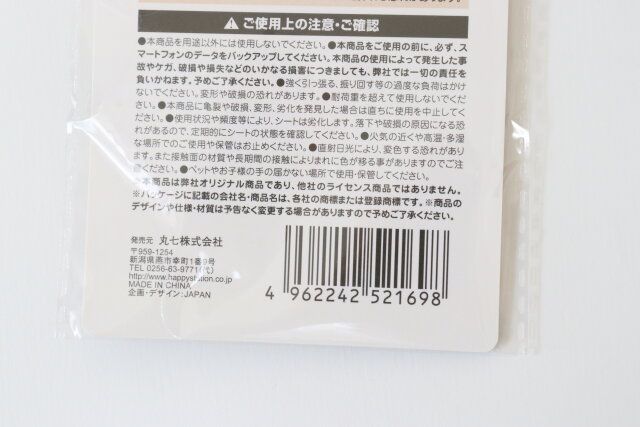 ⚠ ご使用上の注意・ご確認
●本商品を用途以外には使用しないでください。●本商品をご使用の前に、必ず、ス
マートフォンのデータをバックアップしてください。本商品の使用によって発生した事
故やケガ、破損や損失などのいかなる損害につきましても、弊社では一切の責任を
負いかねます。予めご了承ください。●強く引っ張る、振り回す等の過度な負荷はかけ
ないでください。変形や破損の恐れがあります。●耐荷重を超えて使用しないでくださ
い。●本商品に亀裂や破損、変形、劣化を発見した場合は直ちに使用を中止してく
ださい。●使用状況や頻度等により、シートは劣化します。落下や破損の原因になる恐
れがあるので、定期的にシートの状態を確認してください。●火気の近くや高温・多湿
な場所でのご使用や保管はお止めください。●直射日光により、変色する恐れがあり
ます。また接触面の材質や長期間の接触によりまれに色が移る事がありますのでご注
意ください。●ペットやお子様の手の届かない場所で使用・保管してください。
※本商品は弊社オリジナル商品であり、他社のライセンス商品ではありません。
※パッケージに記載の会社名・商品名は、各社の商標または登録商標です。※商品の
デザインや仕様・材質は予告なく変更する場合がありますので予めご了承ください。
発売元 丸七株式会社
〒959-1254
新潟県燕市幸町1番9号
TEL 0256-63-9771(代)
http://www.happystation.co.jp
MADE IN CHINA
企画・デザイン:JAPAN
4 962242 521698